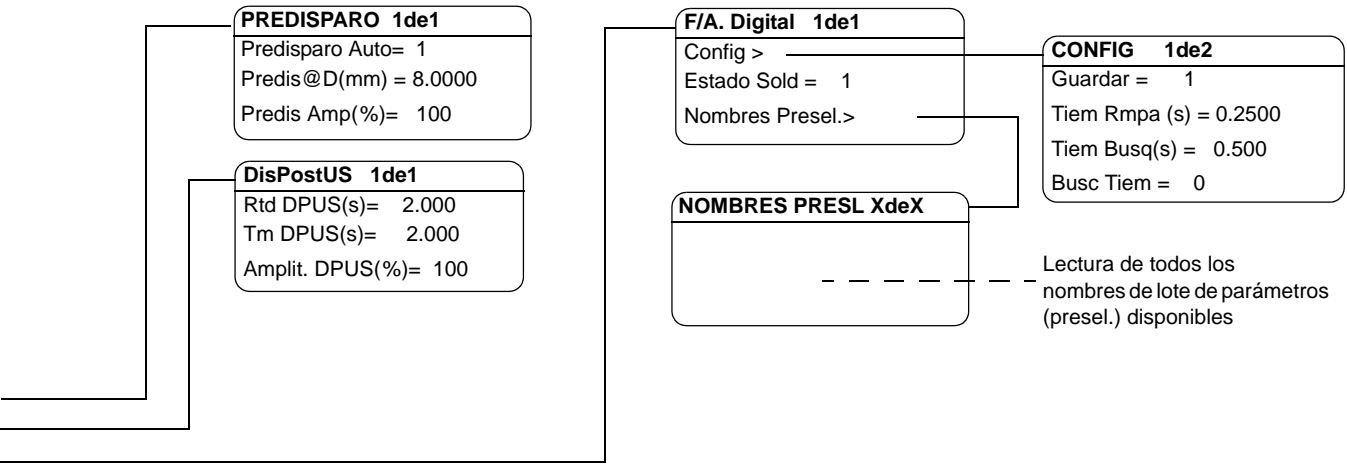 PREDISPARO 1de1
Predisparo Auto= 1
Predis@D(mm) = 8.0000
Predis Amp(%)= 100
DisPostUS 1de1
Rtd DPUS(s)= 2.000
Tm DPUS(s)= 2.000
Amplit. DPUS(%)= 100
F/A. Digital 1de1
Config >
Estado Sold = 1
Nombres Presel.>
CONFIG 1de2
Guardar = 1
Tiem Rmpa (s) = 0.2500
Tiem Busq(s) = 0.500
Busc Tiem = 0
NOMBRES PRESL XdeX
Lectura de todos los
nombres de lote de parámetros
(presel.) disponibles